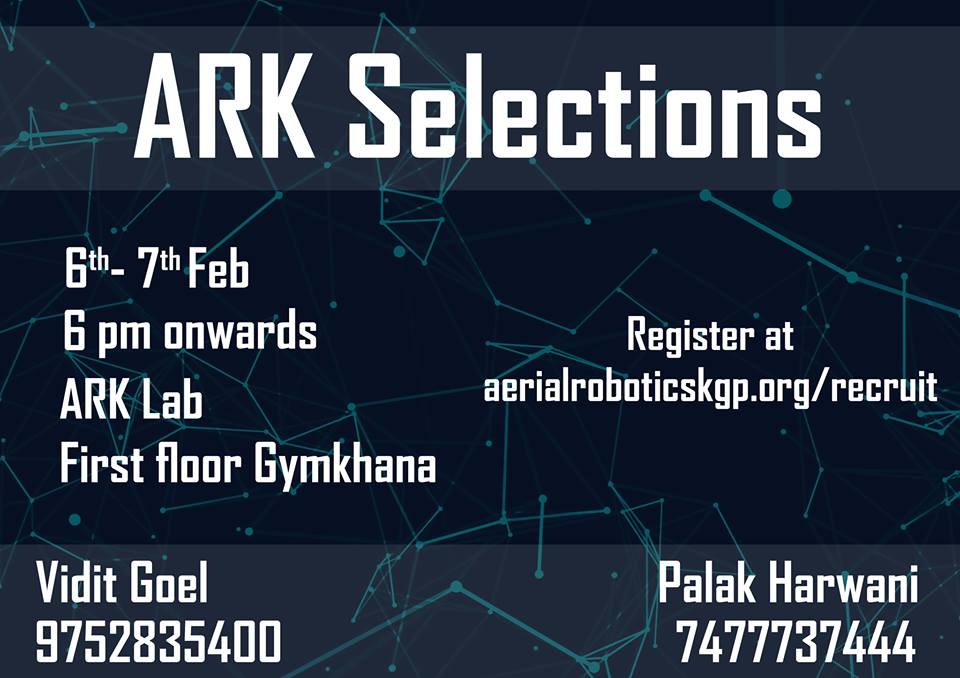 ARK Selections
6th- 7th Feb
6 pm onwards
ARK Lab
First floor Gymkhana
Register at
aerialroboticskgp.org/recruit
Vidit Goel
9752835400
Palak Harwani
7477737444